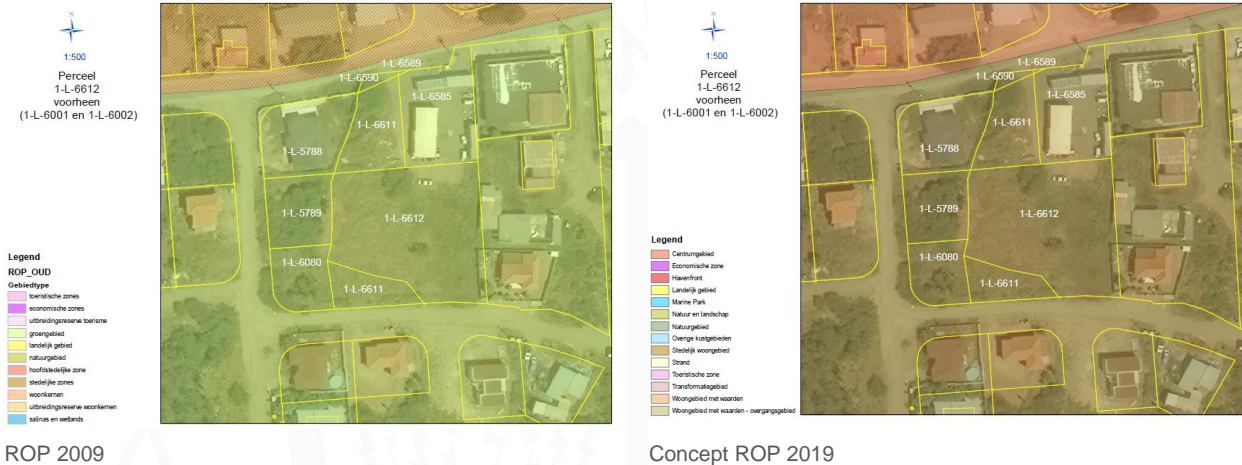 1:500
Perceel
1-L-6612
voorheen
(1-L-6001 en 1-L-6002)
1-L-6589
1-L-6590
1-L-6585
1-L-6611
1-L-5788
1-L-5789
1-L-6612
1-L-6080
1-L-6611
Legend
ROP_OUD
Gebiedtype
toeristische zones
economische zones
uitbreidingsreserve toerisme
groengebied
landelijk gebied
natuurgebied
hoofdstedelijke zone
stedelijke zones
woonkernen
uitbreidingsreserve woonkernen
salinas en wetlands
ROP 2009
1:500
Perceel
1-L-6612
voorheen
(1-L-6001 en 1-L-6002)
1-L-6589
1-L-6590
1-L-6585
1-L-6611
1-L-5788
1-L-5789
1-L-6612
1-L-6080
1-L-6611
Legend
Centrumgebied
Economische zone
Havenfront
Landelijk gebied
Marine Park
Natuur en landschap
Natuurgebied
Overige kustgebieden
Stedelijk woongebied
Strand
Toeristische zone
Transformatiegebied
Woongebied met waarden
Woongebied met waarden - overgangsgebied
Concept ROP 2019